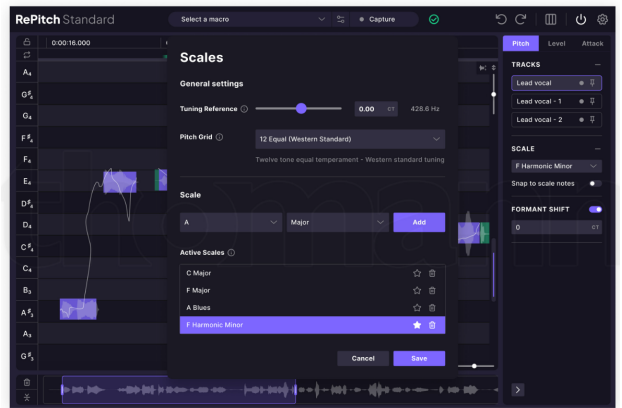 RePitch Standard
Select a macro
Capture
0:00:16.000
Pitch Level Attack
TRACKS
Lead vocal
Lead vocal - 1
Lead vocal - 2
SCALE
F Harmonic Minor
Snap to scale notes
FORMANT SHIFT
0 CT
A4
G♯4
G4
F♯4
F4
E4
D♯4
D4
C♯4
C4
B3
A♯3
A3
G♯3
Scales
General settings
Tuning Reference 0.00 CT 428.6 Hz
Pitch Grid 12 Equal (Western Standard)
Twelve tone equal temperament - Western standard tuning
Scale
A Major Add
Active Scales
C Major
F Major
A Blues
F Harmonic Minor
Cancel Save